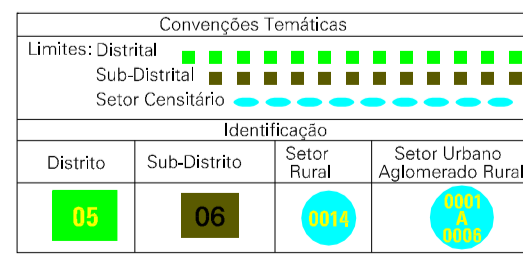 Convenções Temáticas
Limites: Distrital
Sub-Distrital
Setor Censitário
Identificação
Distrito
Sub-Distrito
Setor
Rural
Setor Urbano
Aglomerado Rural
05
06
0014
0001
A
0006